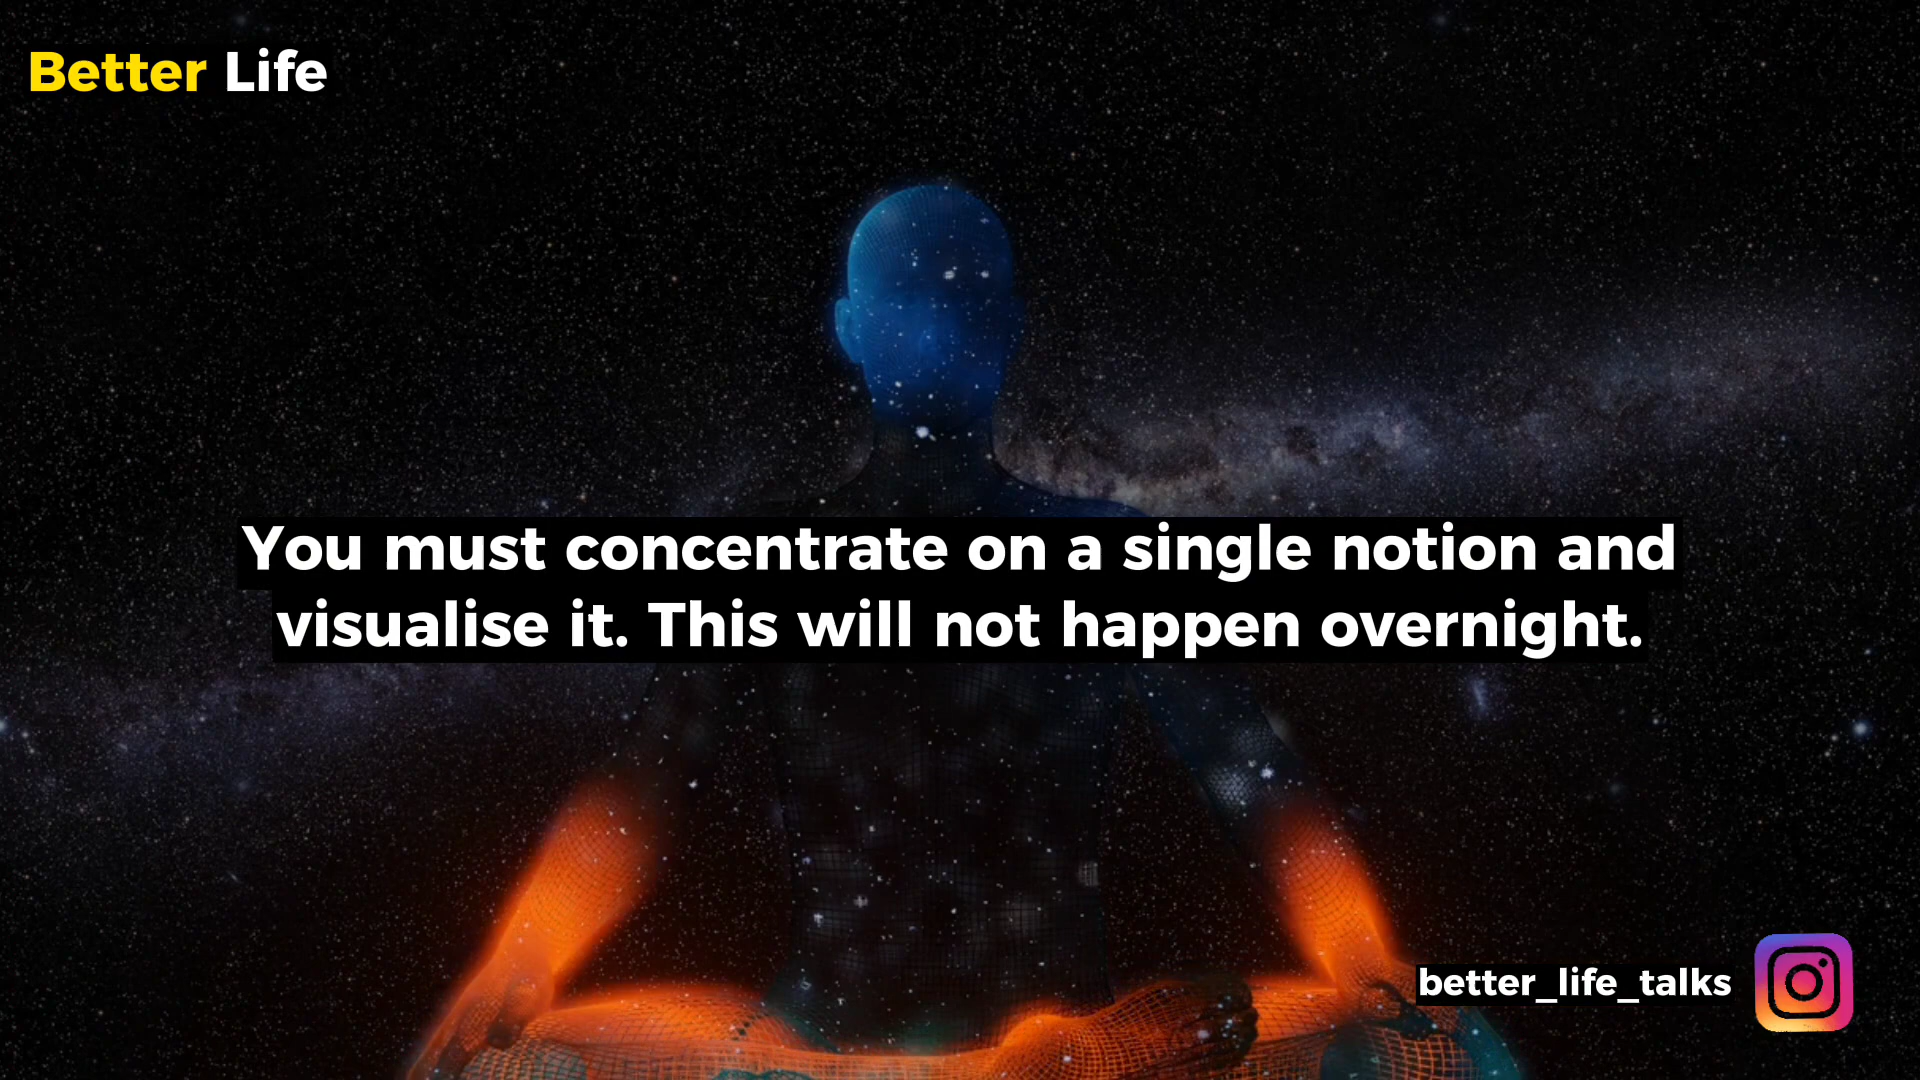 Better Life
You must concentrate on a single notion and
visualise it. This will not happen overnight.
better_life_talks